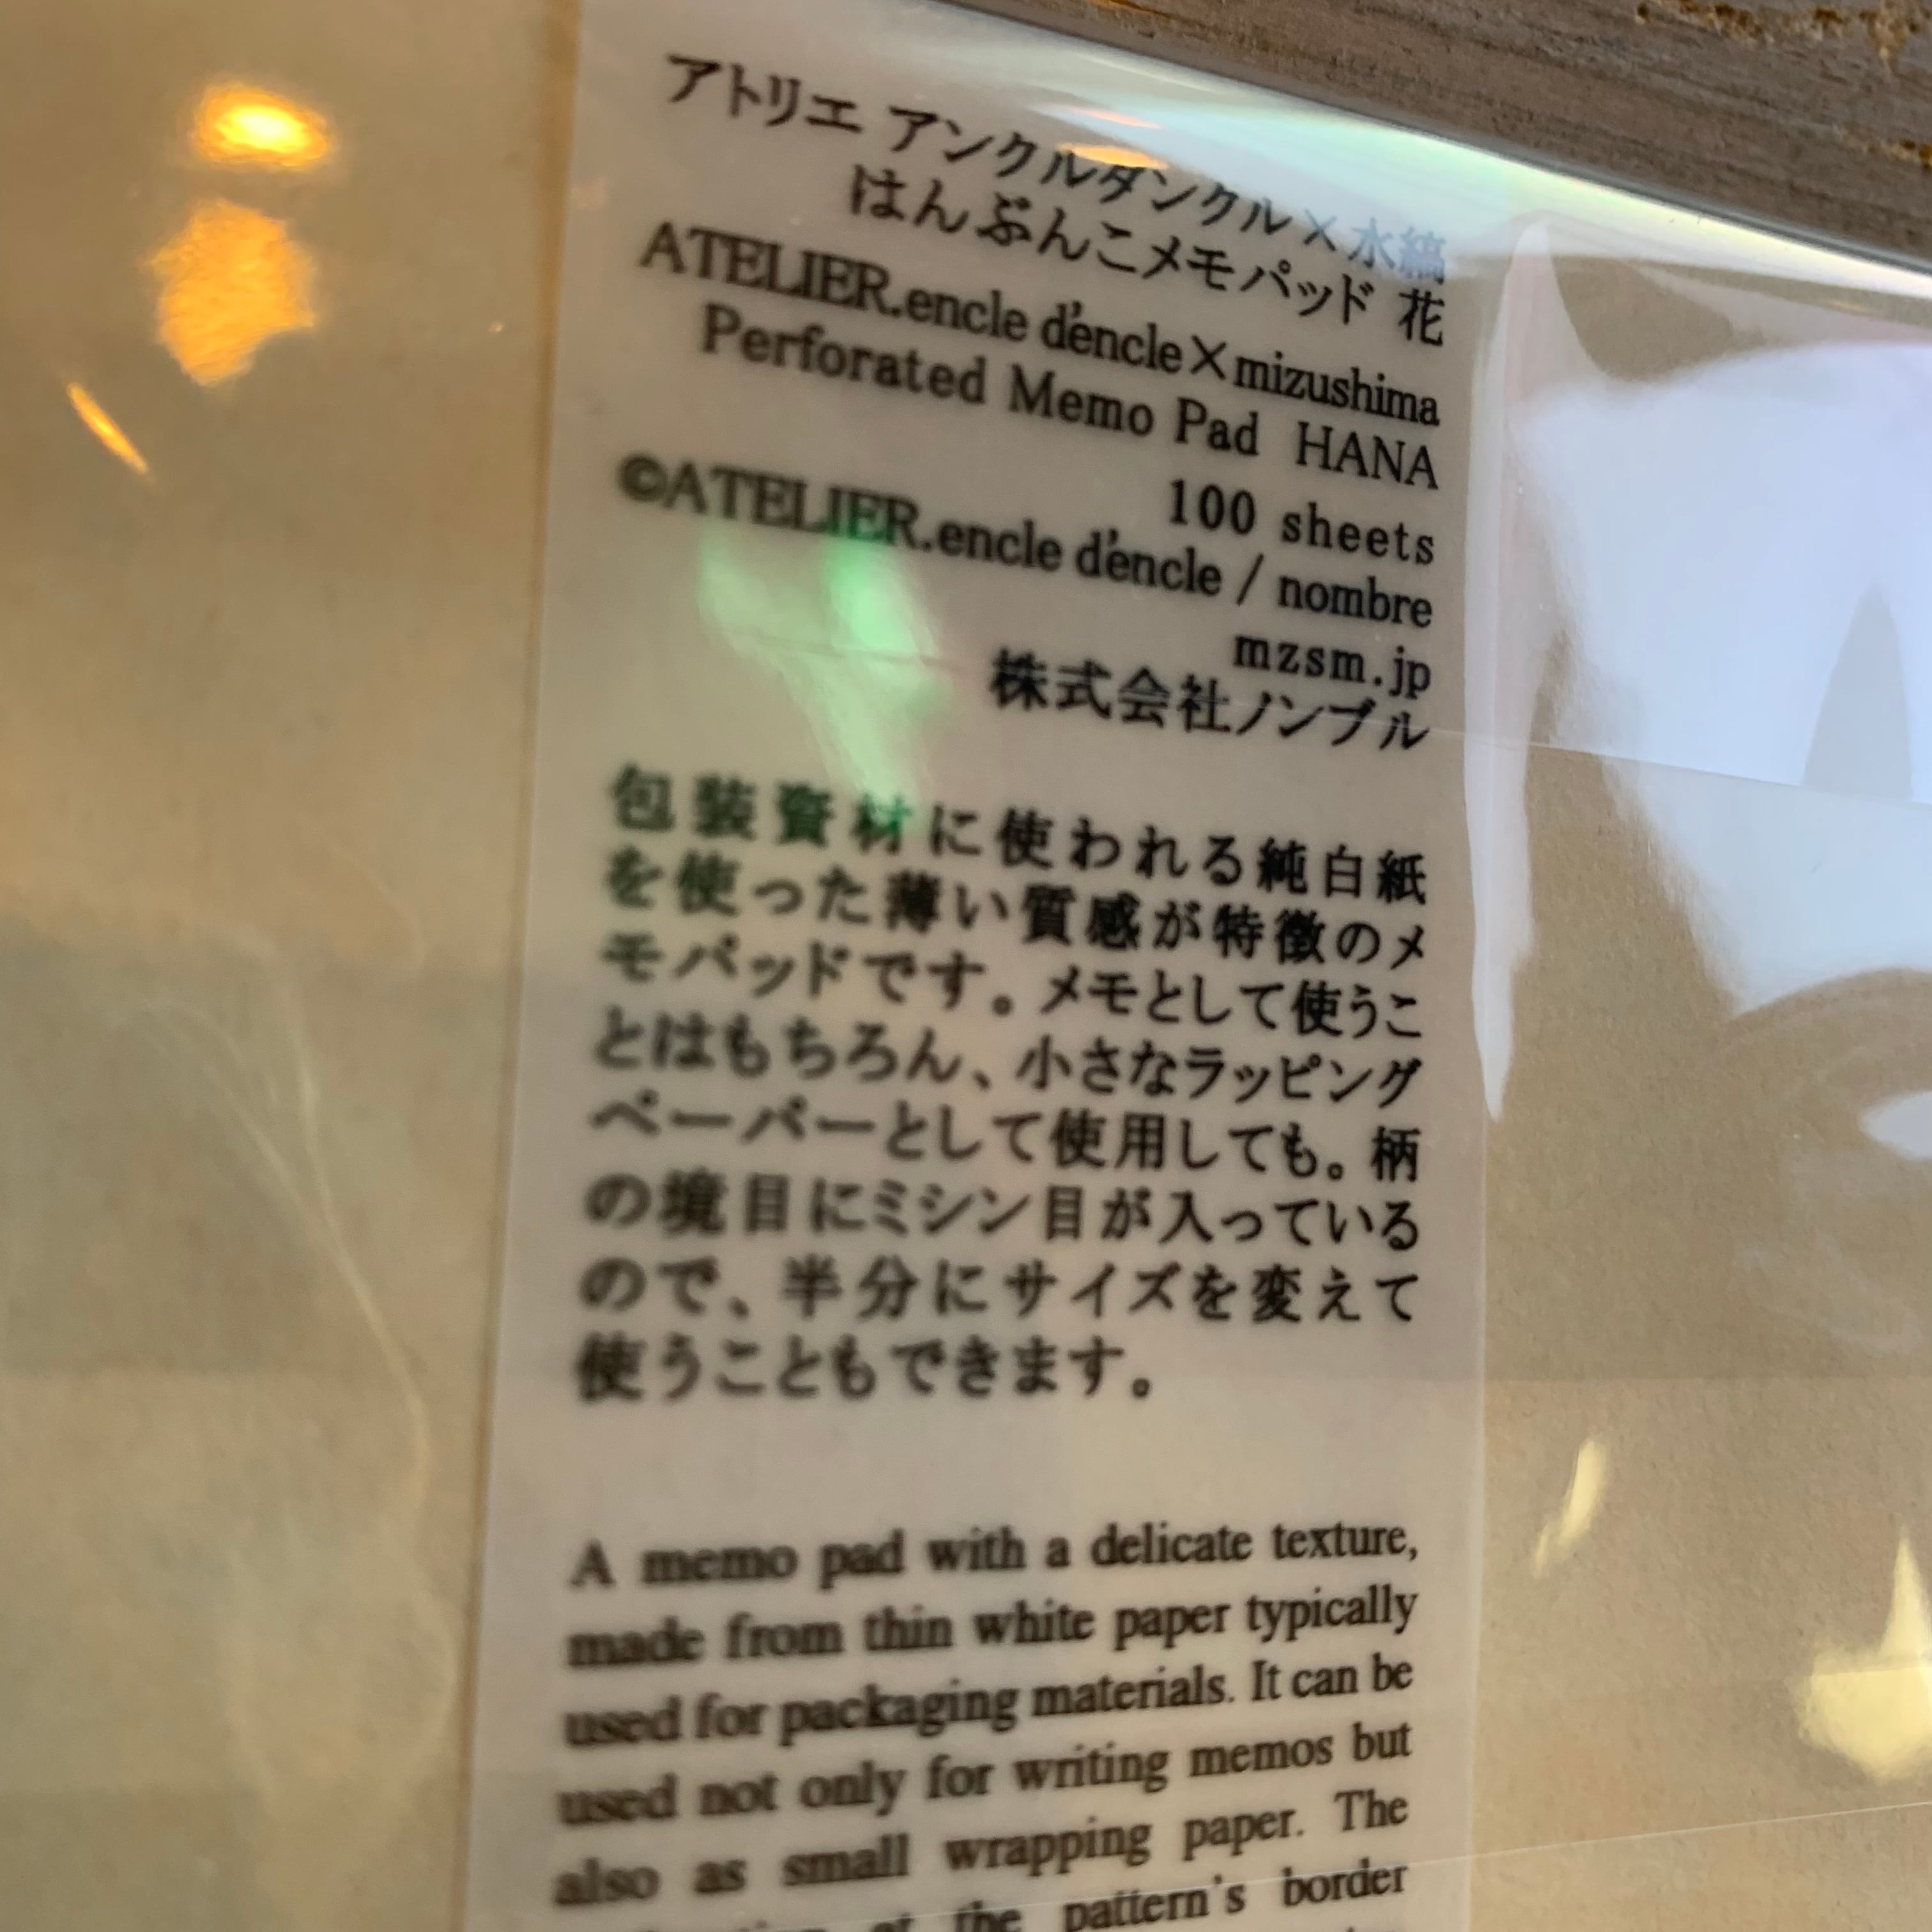 アトリエ アンクルダンクル×水縞
はんぶんこメモパッド 花
ATELIER.encle d'encle×mizushima
Perforated Memo Pad HANA
100 sheets
©ATELIER.encle d'encle / nombre
mzsm.jp
株式会社ノンブル
包装資材に使われる純白紙
を使った薄い質感が特徴のメ
モパッドです。メモとして使うこ
とはもちろん、小さなラッピング
ペーパーとして使用しても。柄
の境目にミシン目が入っている
ので、半分にサイズを変えて
使うこともできます。
A memo pad with a delicate texture,
made from thin white paper typically
used for packaging materials. It can be
used not only for writing memos but
also as small wrapping paper. The
at the pattern's border